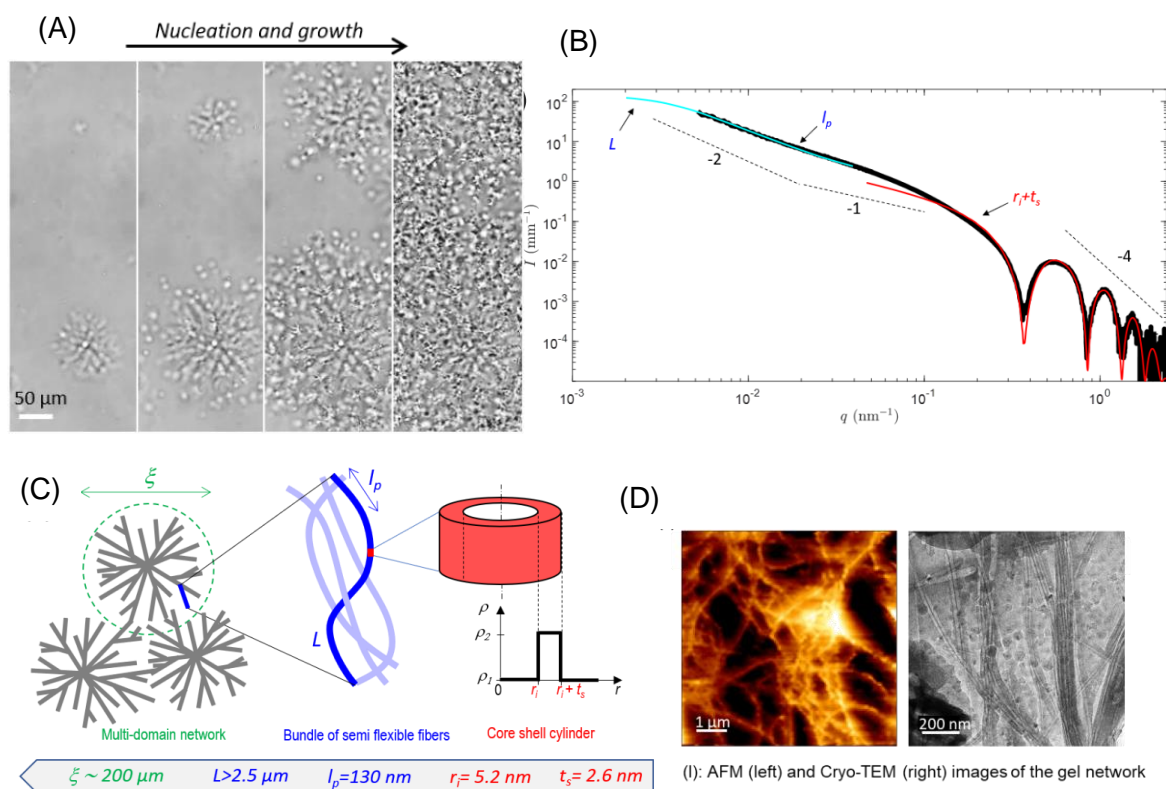 (A)
Nucleation and growth
50 μm
(B)
10²
10¹
10⁰
10⁻¹
10⁻²
10⁻³
10⁻⁴
I (mm⁻¹)
L
l_p
-2
-1
r_i+t_s
-4
10⁻³
10⁻²
10⁻¹
10⁰
q (nm⁻¹)
(C)
ξ
l_p
L
ρ
ρ₂
ρ₁
0
r_i
r_i + t_s
r
Multi-domain network
Bundle of semi flexible fibers
Core shell cylinder
ξ ~ 200 μm
L>2.5 μm
l_p=130 nm
r_i= 5.2 nm
t_s= 2.6 nm
(D)
1 μm
200 nm
(I): AFM (left) and Cryo-TEM (right) images of the gel network